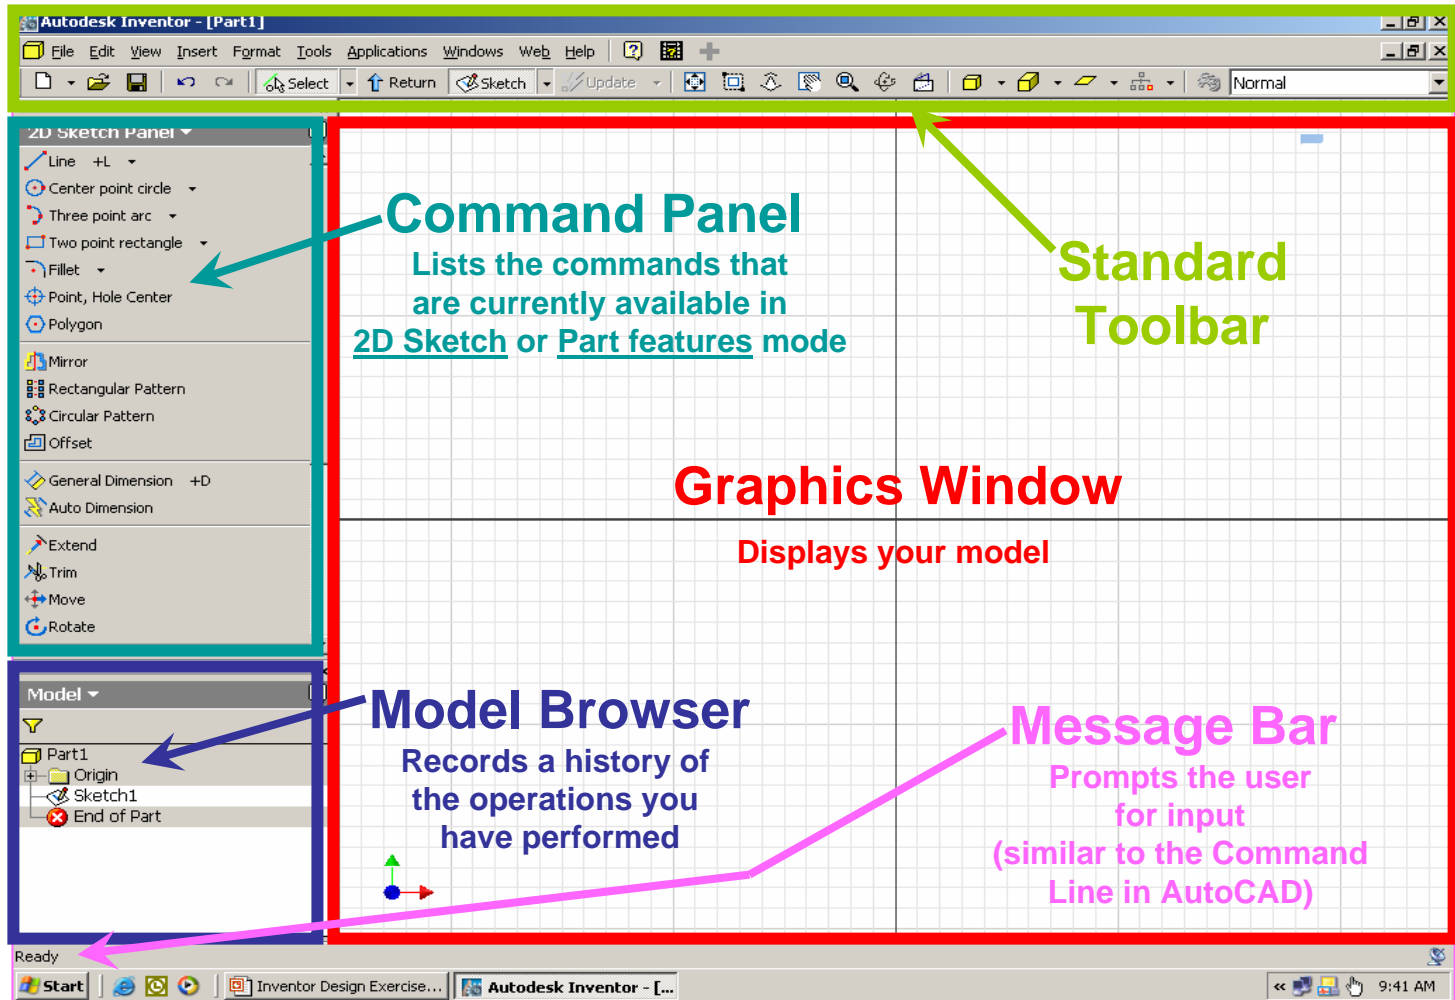 Autodesk Inventor - [Part1]
File Edit View Insert Format Tools Applications Windows Web Help
Select Return Sketch Update Normal
2D Sketch Panel
Line +L
Center point circle
Three point arc
Two point rectangle
Fillet
Point, Hole Center
Polygon
Mirror
Rectangular Pattern
Circular Pattern
Offset
General Dimension +D
Auto Dimension
Extend
Trim
Move
Rotate
Command Panel
Lists the commands that
are currently available in
2D Sketch or Part features mode
Standard
Toolbar
Graphics Window
Displays your model
Model
Part1
Origin
Sketch1
End of Part
Model Browser
Records a history of
the operations you
have performed
Message Bar
Prompts the user
for input
(similar to the Command
Line in AutoCAD)
Ready
Start Inventor Design Exercise... Autodesk Inventor - [... « 9:41 AM